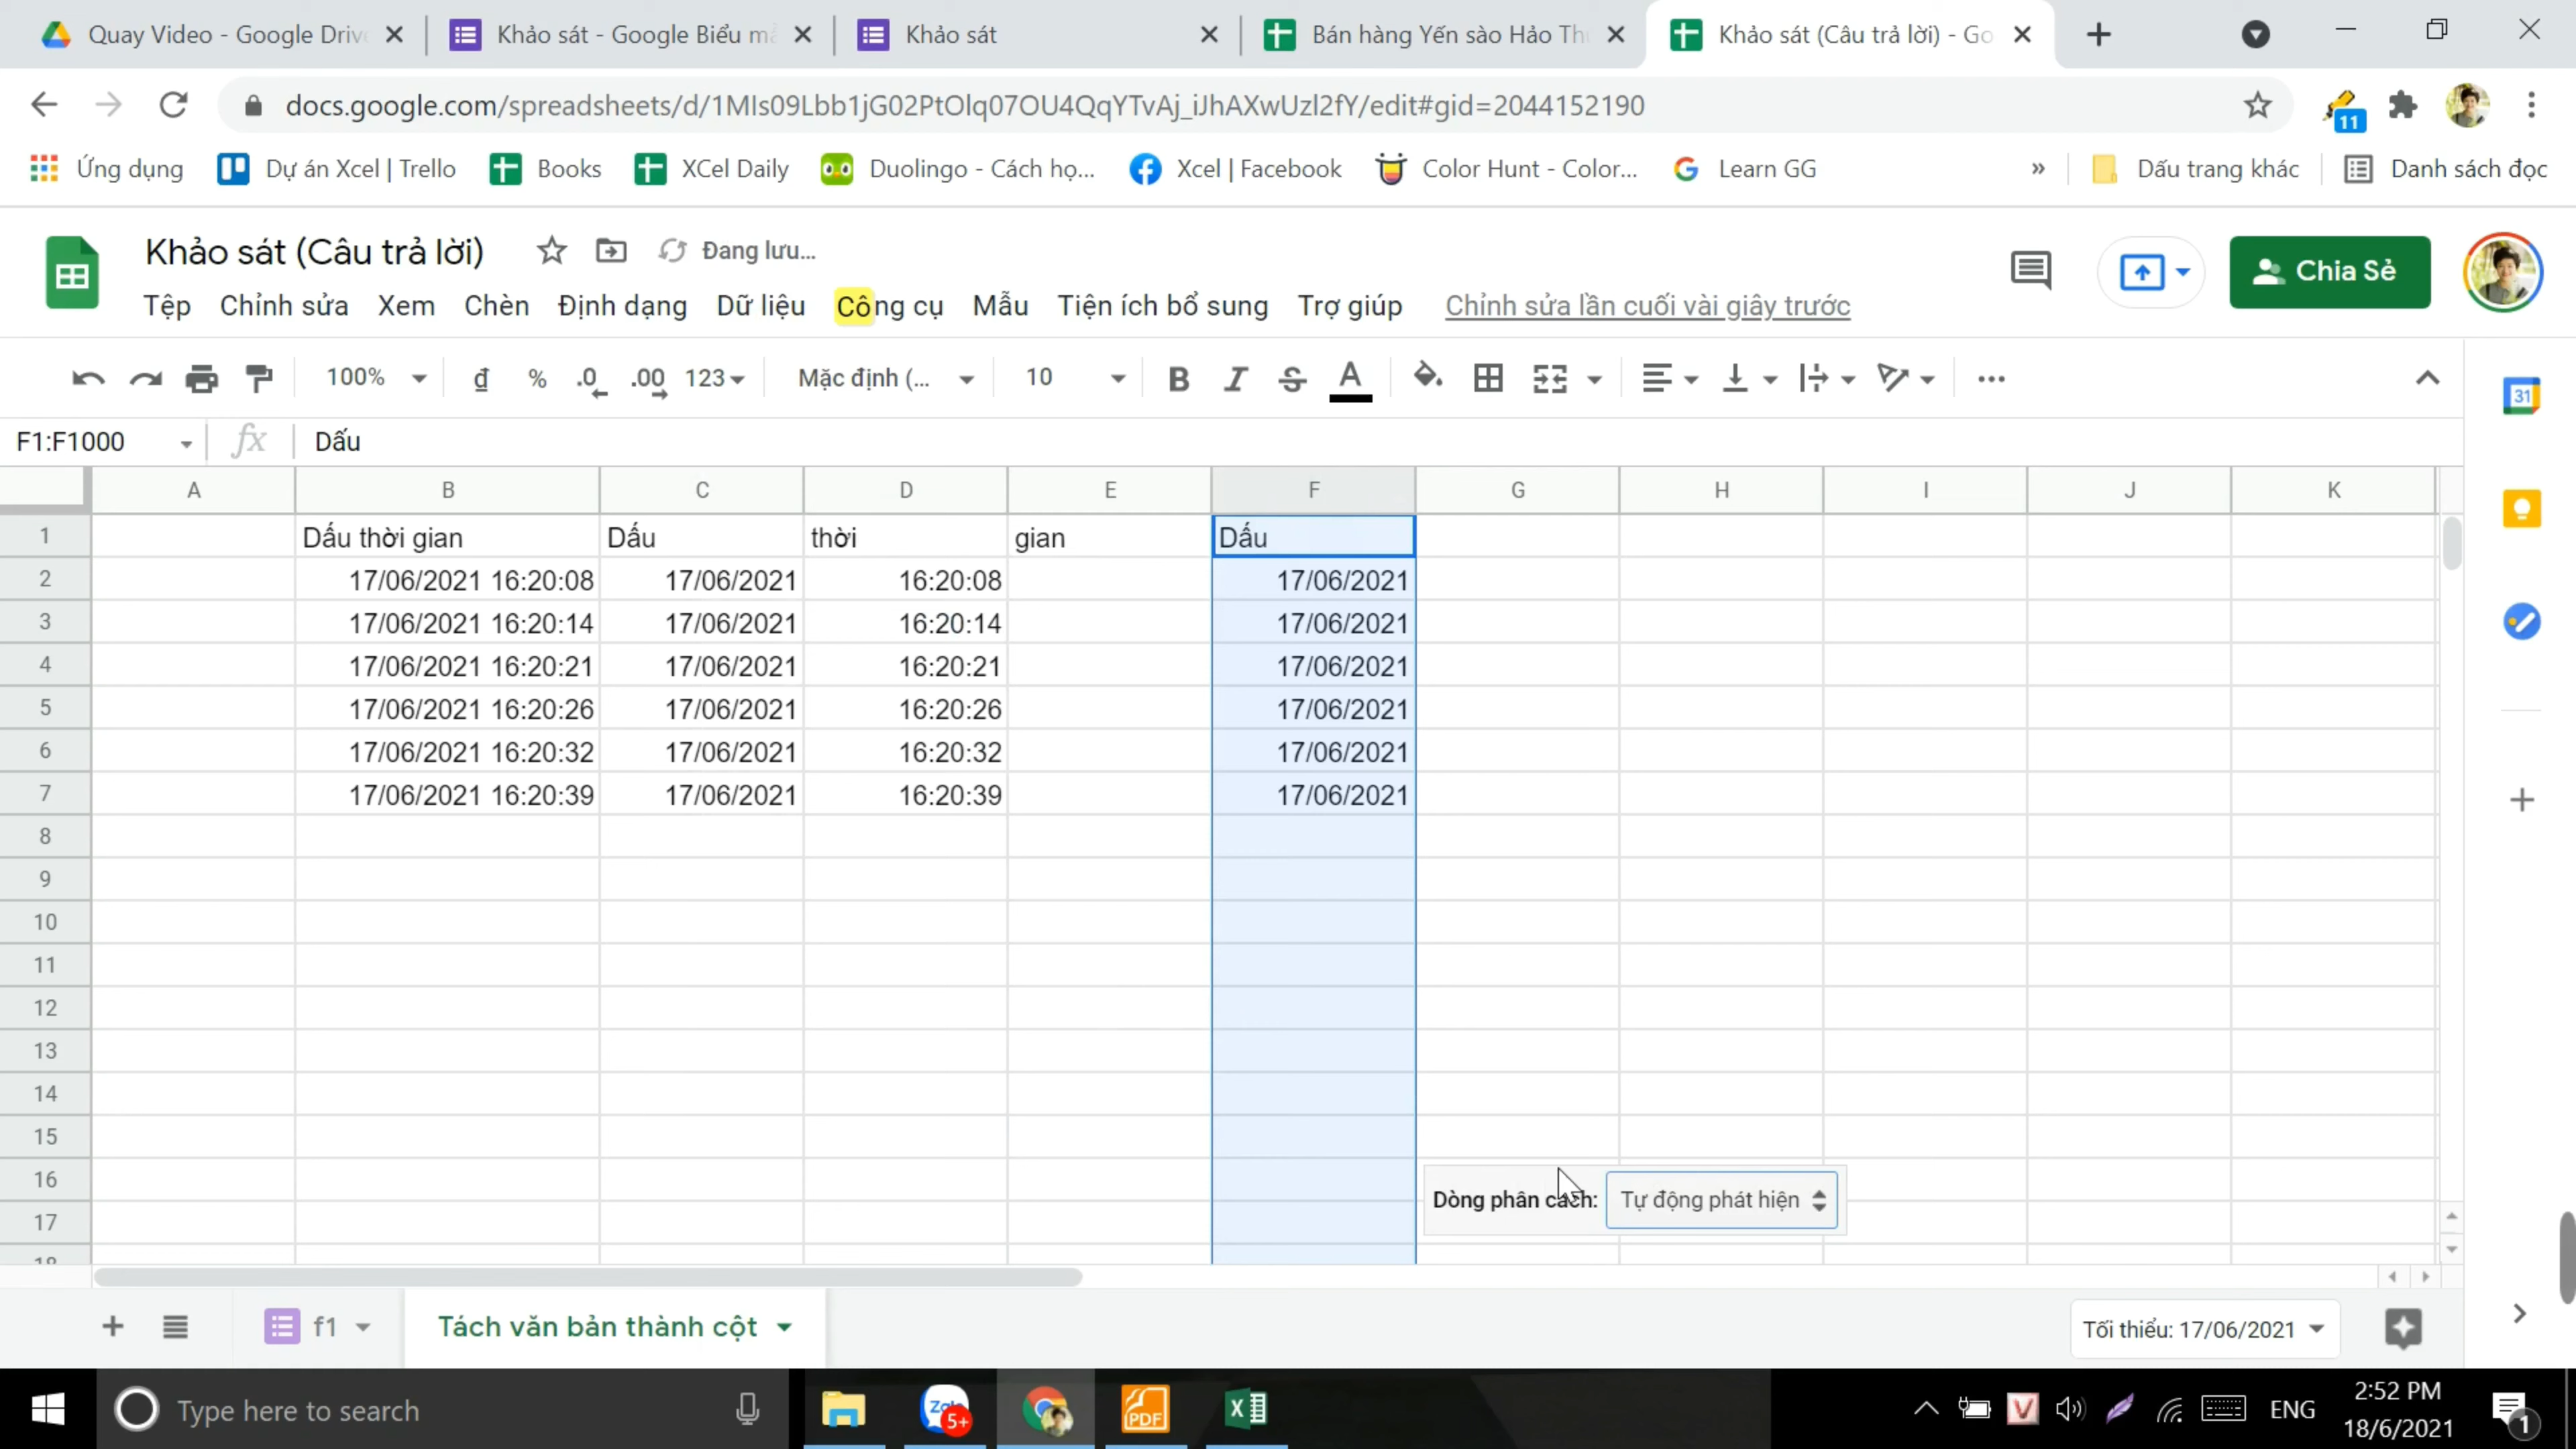 Quay Video - Google Driv
Khảo sát - Google Biểu mẫ
Khảo sát
Bán hàng Yến sào Hảo Th
Khảo sát (Câu trả lời) - Go
docs.google.com/spreadsheets/d/1MIs09Lbb1jG02PtOlq07OU4QqYTvAj_iJhAXwUzl2fY/edit#gid=2044152190
11
Ứng dụng
Dự án Xcel | Trello
Books
XCel Daily
Duolingo - Cách họ...
Xcel | Facebook
Color Hunt - Color...
Learn GG
»
Dấu trang khác
Danh sách đọc
Khảo sát (Câu trả lời)
Đang lưu...
Chia Sẻ
Tệp
Chỉnh sửa
Xem
Chèn
Định dạng
Dữ liệu
Công cụ
Mẫu
Tiện ích bổ sung
Trợ giúp
Chỉnh sửa lần cuối vài giây trước
100%
đ
%
.0
.00
123
Mặc định (...
10
B
I
S
A
31
F1:F1000
fx
Dấu
A B C D E F G H I J K
1 Dấu thời gian Dấu thời gian Dấu
2 17/06/2021 16:20:08 17/06/2021 16:20:08 17/06/2021
3 17/06/2021 16:20:14 17/06/2021 16:20:14 17/06/2021
4 17/06/2021 16:20:21 17/06/2021 16:20:21 17/06/2021
5 17/06/2021 16:20:26 17/06/2021 16:20:26 17/06/2021
6 17/06/2021 16:20:32 17/06/2021 16:20:32 17/06/2021
7 17/06/2021 16:20:39 17/06/2021 16:20:39 17/06/2021
8
9
10
11
12
13
14
15
16
17
18
Dòng phân cách: Tự động phát hiện
f1
Tách văn bản thành cột
Tối thiểu: 17/06/2021
Type here to search
Zalo
5+
PDF
X
V
ENG
2:52 PM
18/6/2021
1